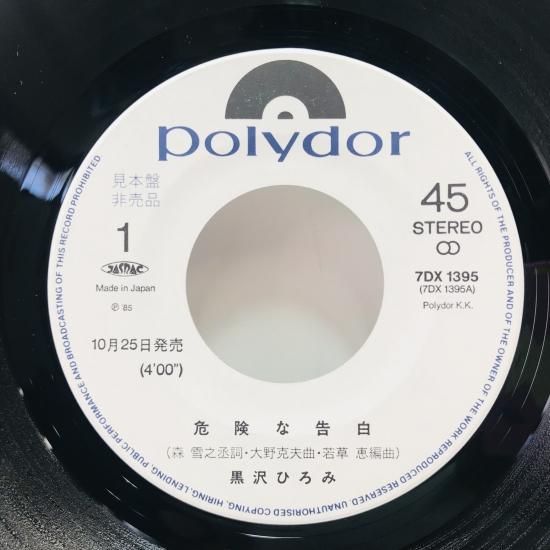 polydor
見本盤
非売品
1
JASRAC
Made in Japan
℗ '85
10月25日発売
(4'00")
45
STEREO
7DX 1395
(7DX 1395A)
Polydor K.K.
危険な告白
(森 雪之丞詞・大野克夫曲・若草 恵編曲)
黒沢ひろみ
ALL RIGHTS OF THE PRODUCER AND OF THE OWNER OF THE WORK REPRODUCED RESERVED. UNAUTHORISED COPYING, HIRING, LENDING, PUBLIC PERFORMANCE AND BROADCASTING OF THIS RECORD PROHIBITED